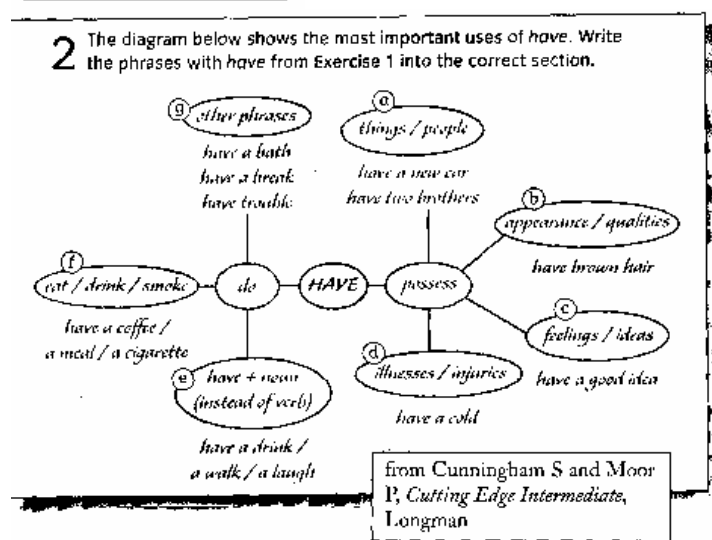 2 The diagram below shows the most important uses of have. Write
the phrases with have from Exercise 1 into the correct section.
g other phrases
have a bath
have a break
have trouble
a things / people
have a new car
have two brothers
b appearance / qualities
have brown hair
f eat / drink / smoke
have a coffee /
a meal / a cigarette
do
HAVE
possess
c feelings / ideas
have a good idea
d illnesses / injuries
have a cold
e have + noun
(instead of verb)
have a drink /
a walk / a laugh
from Cunningham S and Moor
P, Cutting Edge Intermediate,
Longman